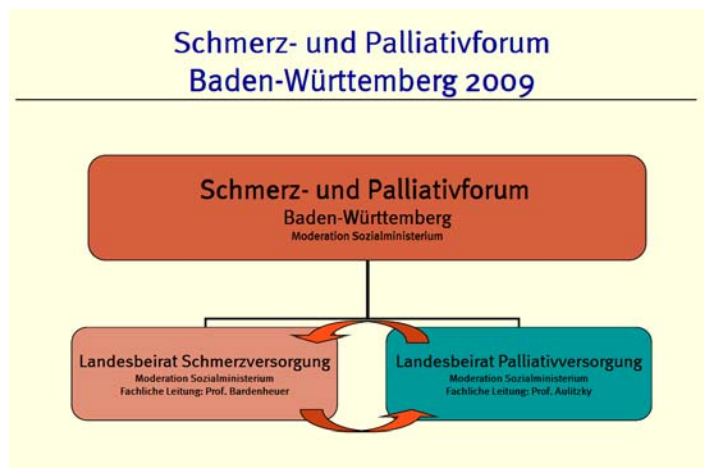 Schmerz- und Palliativforum
Baden-Württemberg 2009
Schmerz- und Palliativforum
Baden-Württemberg
Moderation Sozialministerium
Landesbeirat Schmerzversorgung
Moderation Sozialministerium
Fachliche Leitung: Prof. Bardenheuer
Landesbeirat Palliativversorgung
Moderation Sozialministerium
Fachliche Leitung: Prof. Aulitzky